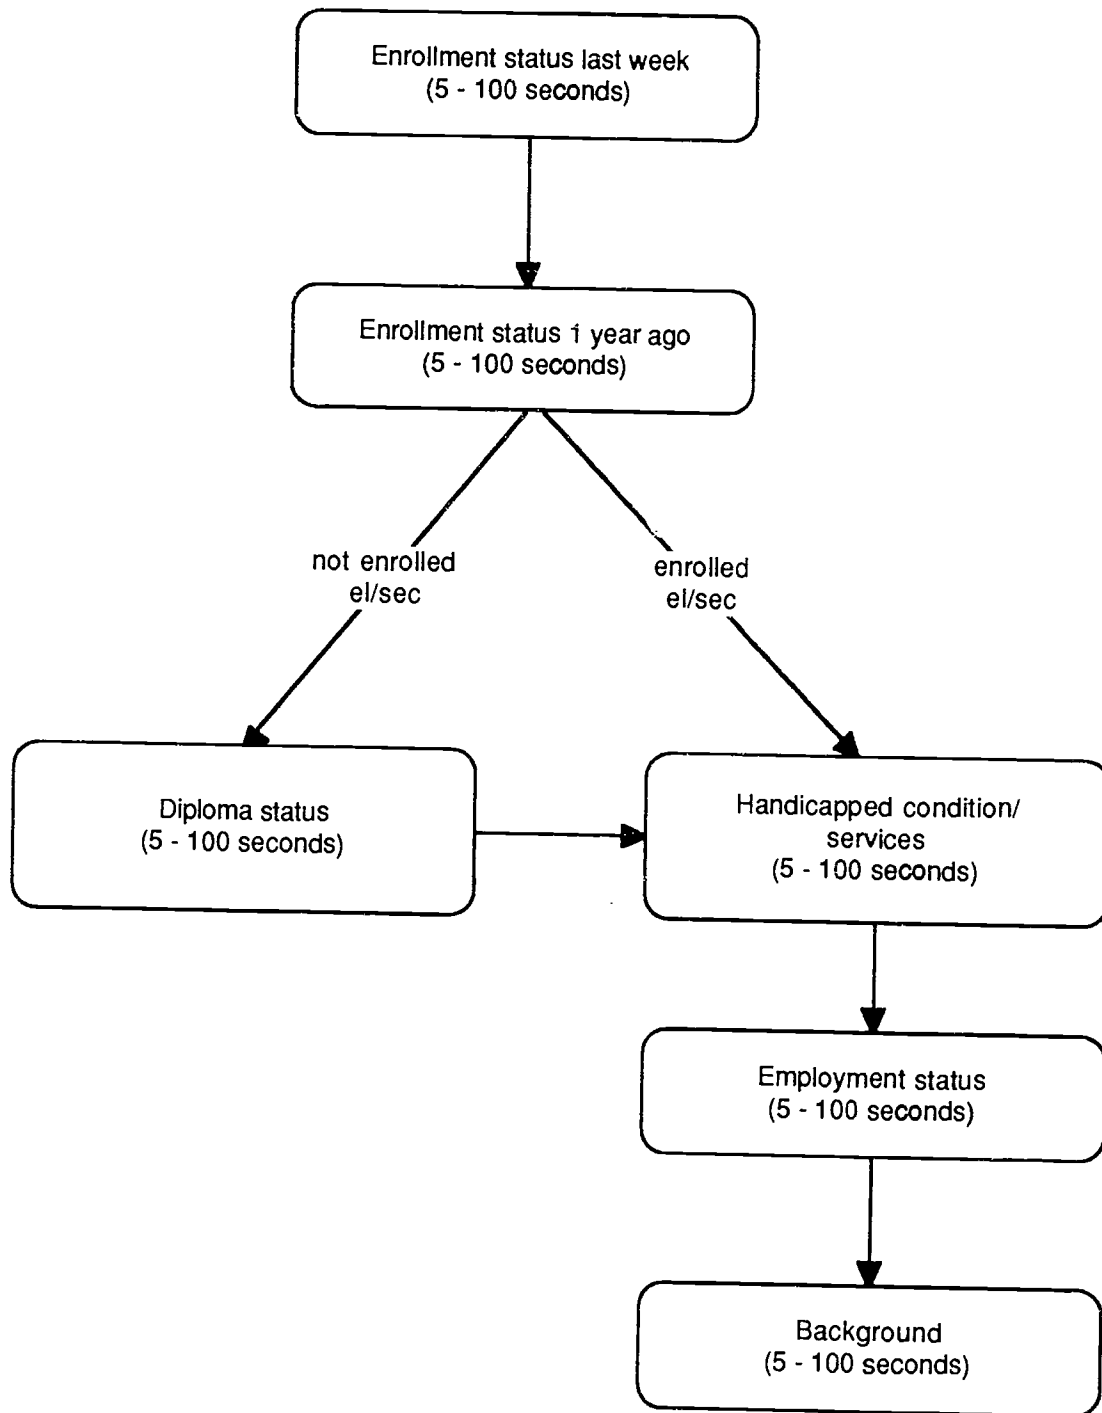 Enrollment status last week
(5 - 100 seconds)
Enrollment status 1 year ago
(5 - 100 seconds)
not enrolled
el/sec
enrolled
el/sec
Diploma status
(5 - 100 seconds)
Handicapped condition/
services
(5 - 100 seconds)
Employment status
(5 - 100 seconds)
Background
(5 - 100 seconds)